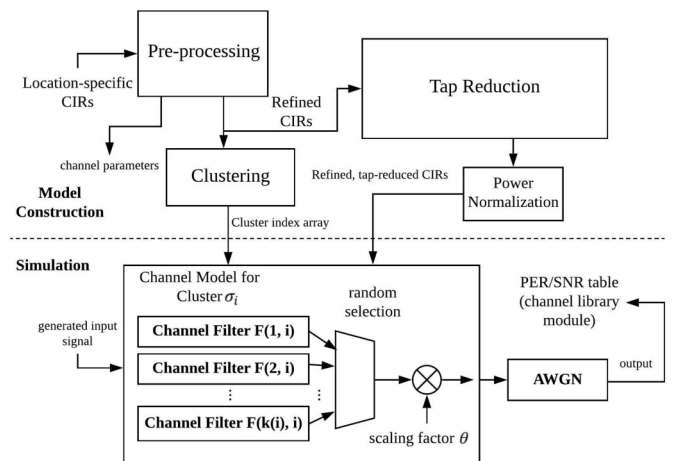 Pre-processing
Location-specific
CIRs
Refined
CIRs
Tap Reduction
channel parameters
Clustering
Refined, tap-reduced CIRs
Power
Normalization
Model
Construction
Cluster index array
Simulation
Channel Model for
Cluster σi
random
selection
PER/SNR table
(channel library
module)
generated input
signal
Channel Filter F(1, i)
Channel Filter F(2, i)
⋮ ⋮
Channel Filter F(k(i), i)
scaling factor θ
AWGN
output